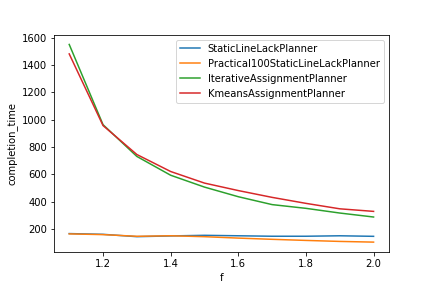 1600
1400
1200
1000
800
600
400
200
completion_time
StaticLineLackPlanner
Practical100StaticLineLackPlanner
IterativeAssignmentPlanner
KmeansAssignmentPlanner
1.2 1.4 1.6 1.8 2.0
f